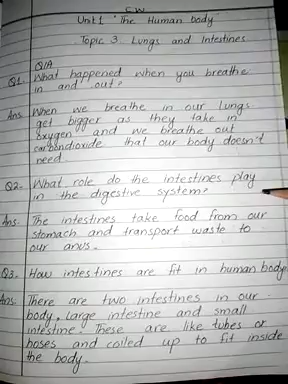 C.W
Unit 1 "The Human body"
Topic 3. Lungs and Intestines.
Q/A
Q1. What happened when you breathe
in and out?
Ans. When we breathe in our lungs
get bigger as they take in
oxygen and we breathe out
carbondioxide that our body doesn't
need.
Q2- What role do the intestines play
in the digestive system?
Ans- The intestines take food from our
stomach and transport waste to
our anus.
Q3- How intestines are fit in human body.
Ans- There are two intestines in our
body, large intestine and small
intestine. These are like tubes or
hoses and coiled up to fit inside
the body.